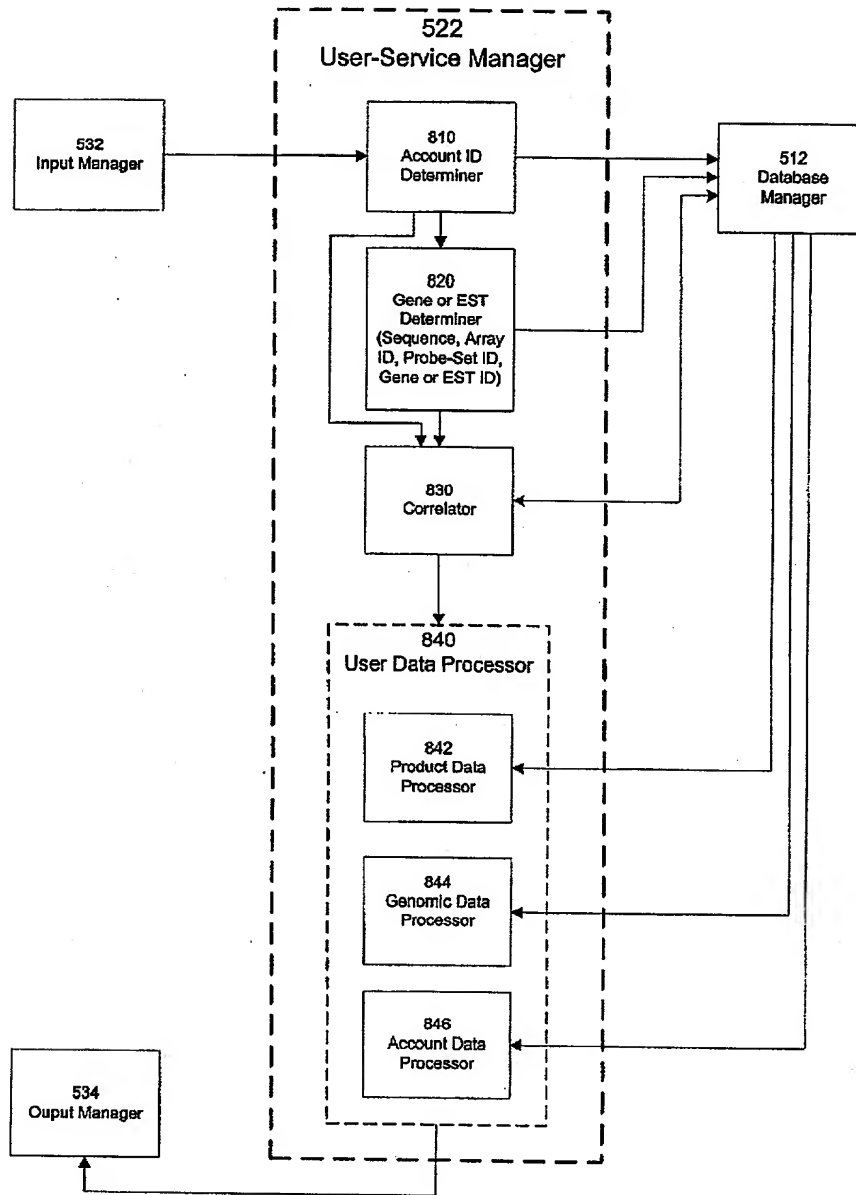 522
User-Service Manager
532
Input Manager
810
Account ID
Determiner
512
Database
Manager
820
Gene or EST
Determiner
(Sequence, Array
ID, Probe-Set ID,
Gene or EST ID)
830
Correlator
840
User Data Processor
842
Product Data
Processor
844
Genomic Data
Processor
846
Account Data
Processor
534
Ouput Manager